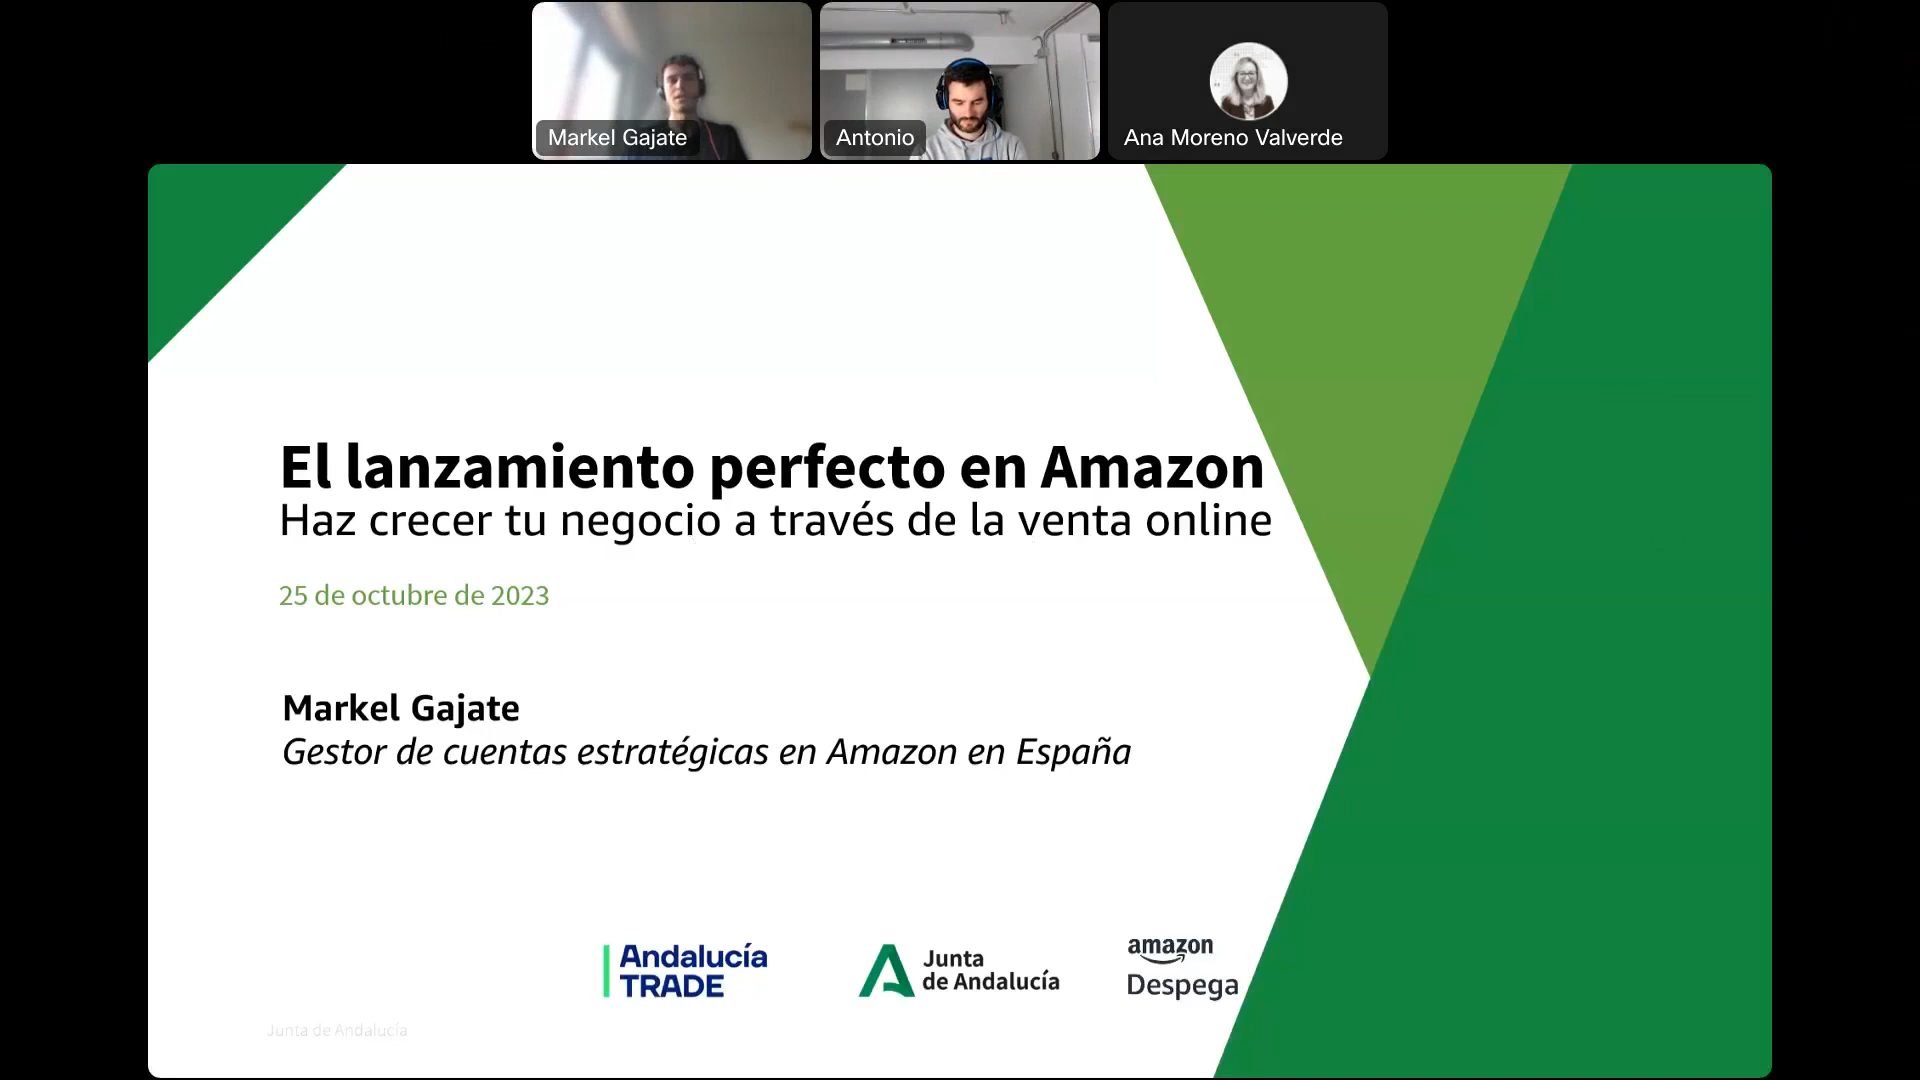 Markel Gajate
Antonio
Ana Moreno Valverde
El lanzamiento perfecto en Amazon
Haz crecer tu negocio a través de la venta online
25 de octubre de 2023
Markel Gajate
Gestor de cuentas estratégicas en Amazon en España
Andalucía
TRADE
Junta
de Andalucía
amazon
Despega
Junta de Andalucía